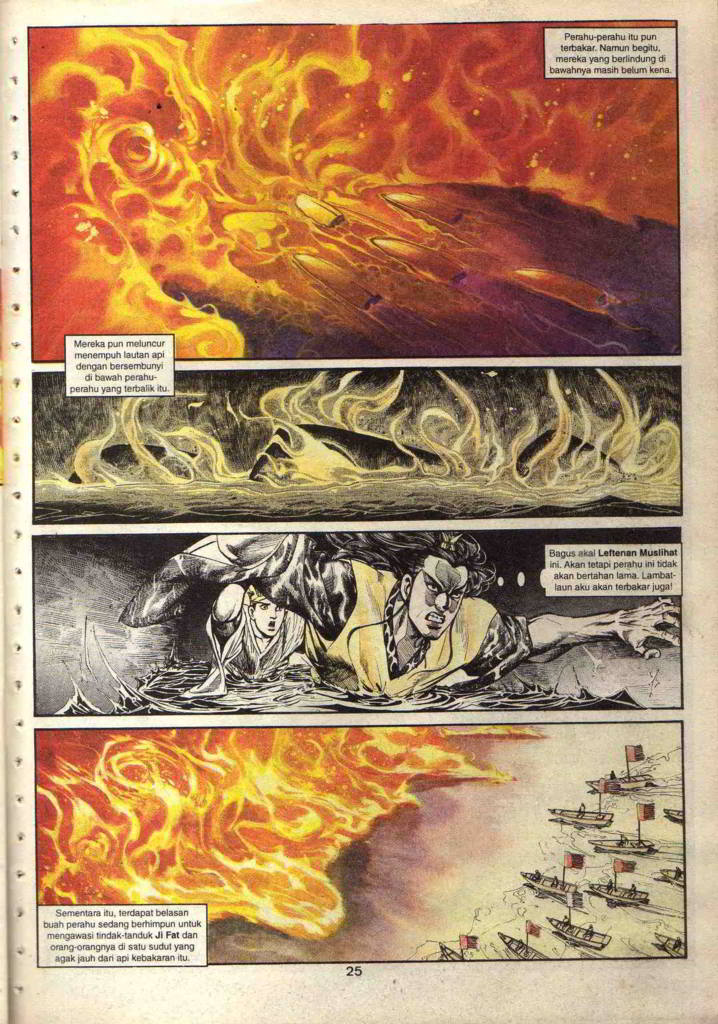 Perahu-perahu itu pun
terbakar. Namun begitu,
mereka yang berlindung di
bawahnya masih belum kena.
Mereka pun meluncur
menempuh lautan api
dengan bersembunyi
di bawah perahu-
perahu yang terbalik itu.
Bagus akal Leftenan Muslihat
ini. Akan tetapi perahu ini tidak
akan bertahan lama. Lambat-
laun aku akan terbakar juga!
Sementara itu, terdapat belasan
buah perahu sedang berhimpun untuk
mengawasi tindak-tanduk Ji Fat dan
orang-orangnya di satu sudut yang
agak jauh dari api kebakaran itu.
25